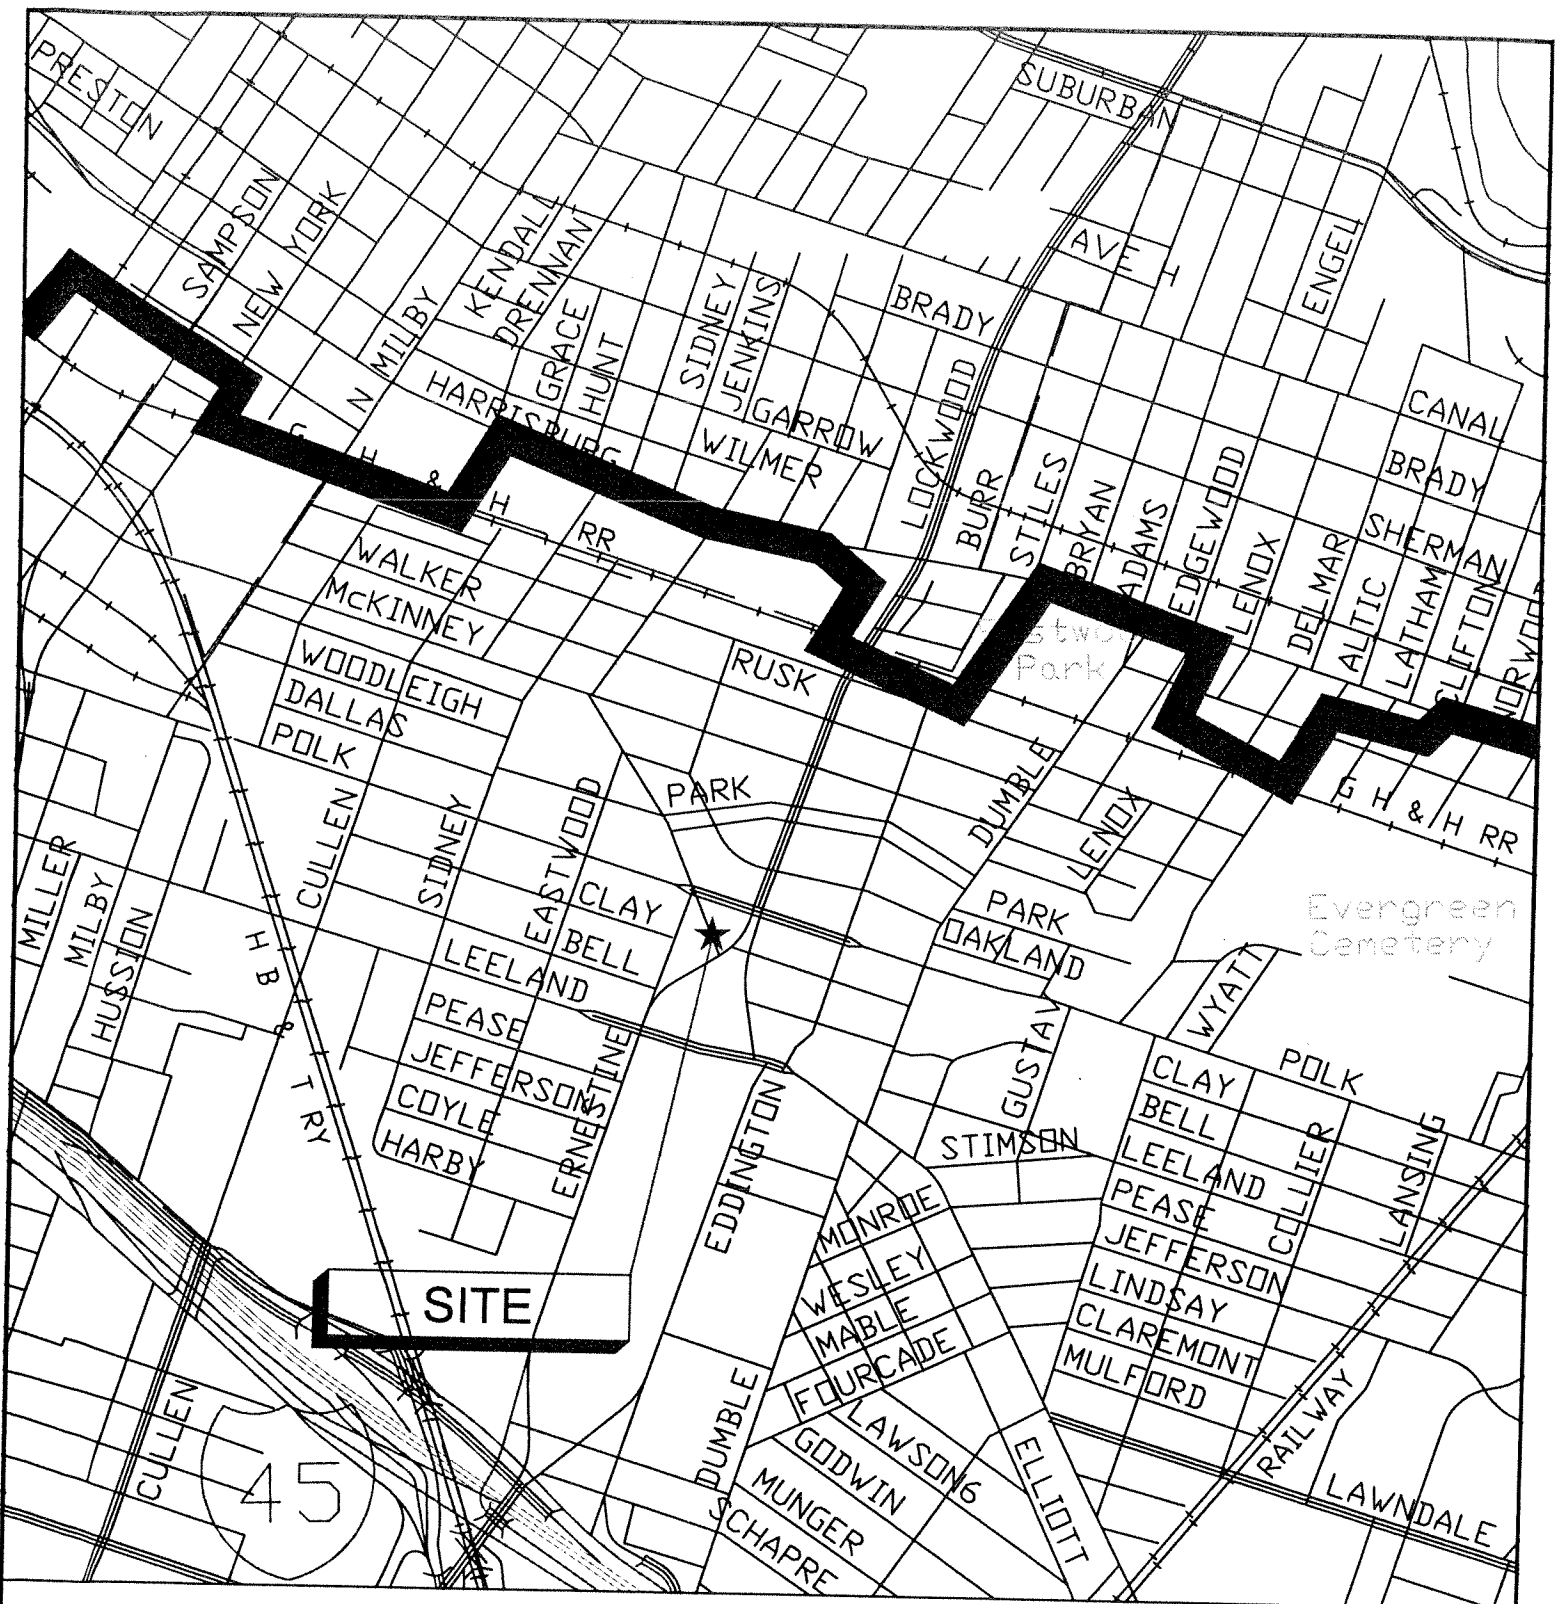 PRESTON
SUBURBAN
SAMPSON
NEW YORK
N MILBY
KENDALL
DRENNAN
GRACE
HUNT
SIDNEY
JENKINS
AVE H
ENGEL
BRADY
HARRISBURG
GARROW
WILMER
LOCKWOOD
BURR
STILES
BRYAN
ADAMS
EDGEWOOD
LENOX
DELMAR
ALTIC
LATHAM
CLIFTON
NORWOOD
CANAL
BRADY
SHERMAN
G H & H RR
WALKER
McKINNEY
WOODLEIGH
DALLAS
POLK
RUSK
Eastwood
Park
PARK
DUMBLE
LENOX
G H & H RR
CULLEN
SIDNEY
EASTWOOD
CLAY
BELL
LEELAND
PEASE
JEFFERSON
COYLE
HARBY
ERNESTINE
MILLER
MILBY
HUSSION
H B & T RY
PARK
OAKLAND
Evergreen
Cemetery
WYATT
GUSTAV
POLK
CLAY
BELL
LEELAND
PEASE
JEFFERSON
LINDSAY
CLAREMONT
MULFORD
COLLIER
LANSING
STIMSON
EDDINGTON
MONROE
WESLEY
MABLE
FOURCADE
SITE
CULLEN
45
DUMBLE
LAWSON
6
GODWIN
MUNGER
SCHAPRE
ELLIOTT
RAILWAY
LAWNDALE